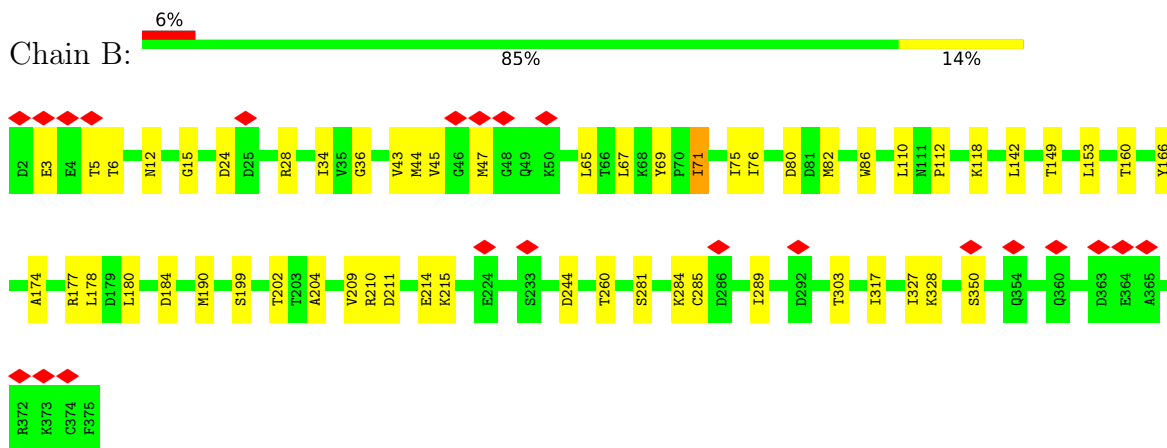 6%
Chain B:
85% 14%
D2 E3 E4 T5 T6 N12 G15 D24 D25 R28 I34 V35 G36 V43 M44 V45 G46 M47 G48 Q49 K50 L65 T66 L67 K68 Y69 P70 I71 I75 I76 D80 D81 M82 W86 L110 N111 P112 K118 L142 T149 L153 T160 Y166
A174 R177 L178 D179 L180 D184 M190 S199 T202 T203 A204 V209 R210 D211 E214 K215 E224 S233 D244 T260 S281 K284 C285 D286 I289 D292 T303 I317 I327 K328 S350 Q354 Q360 D363 E364 A365
R372 K373 C374 F375